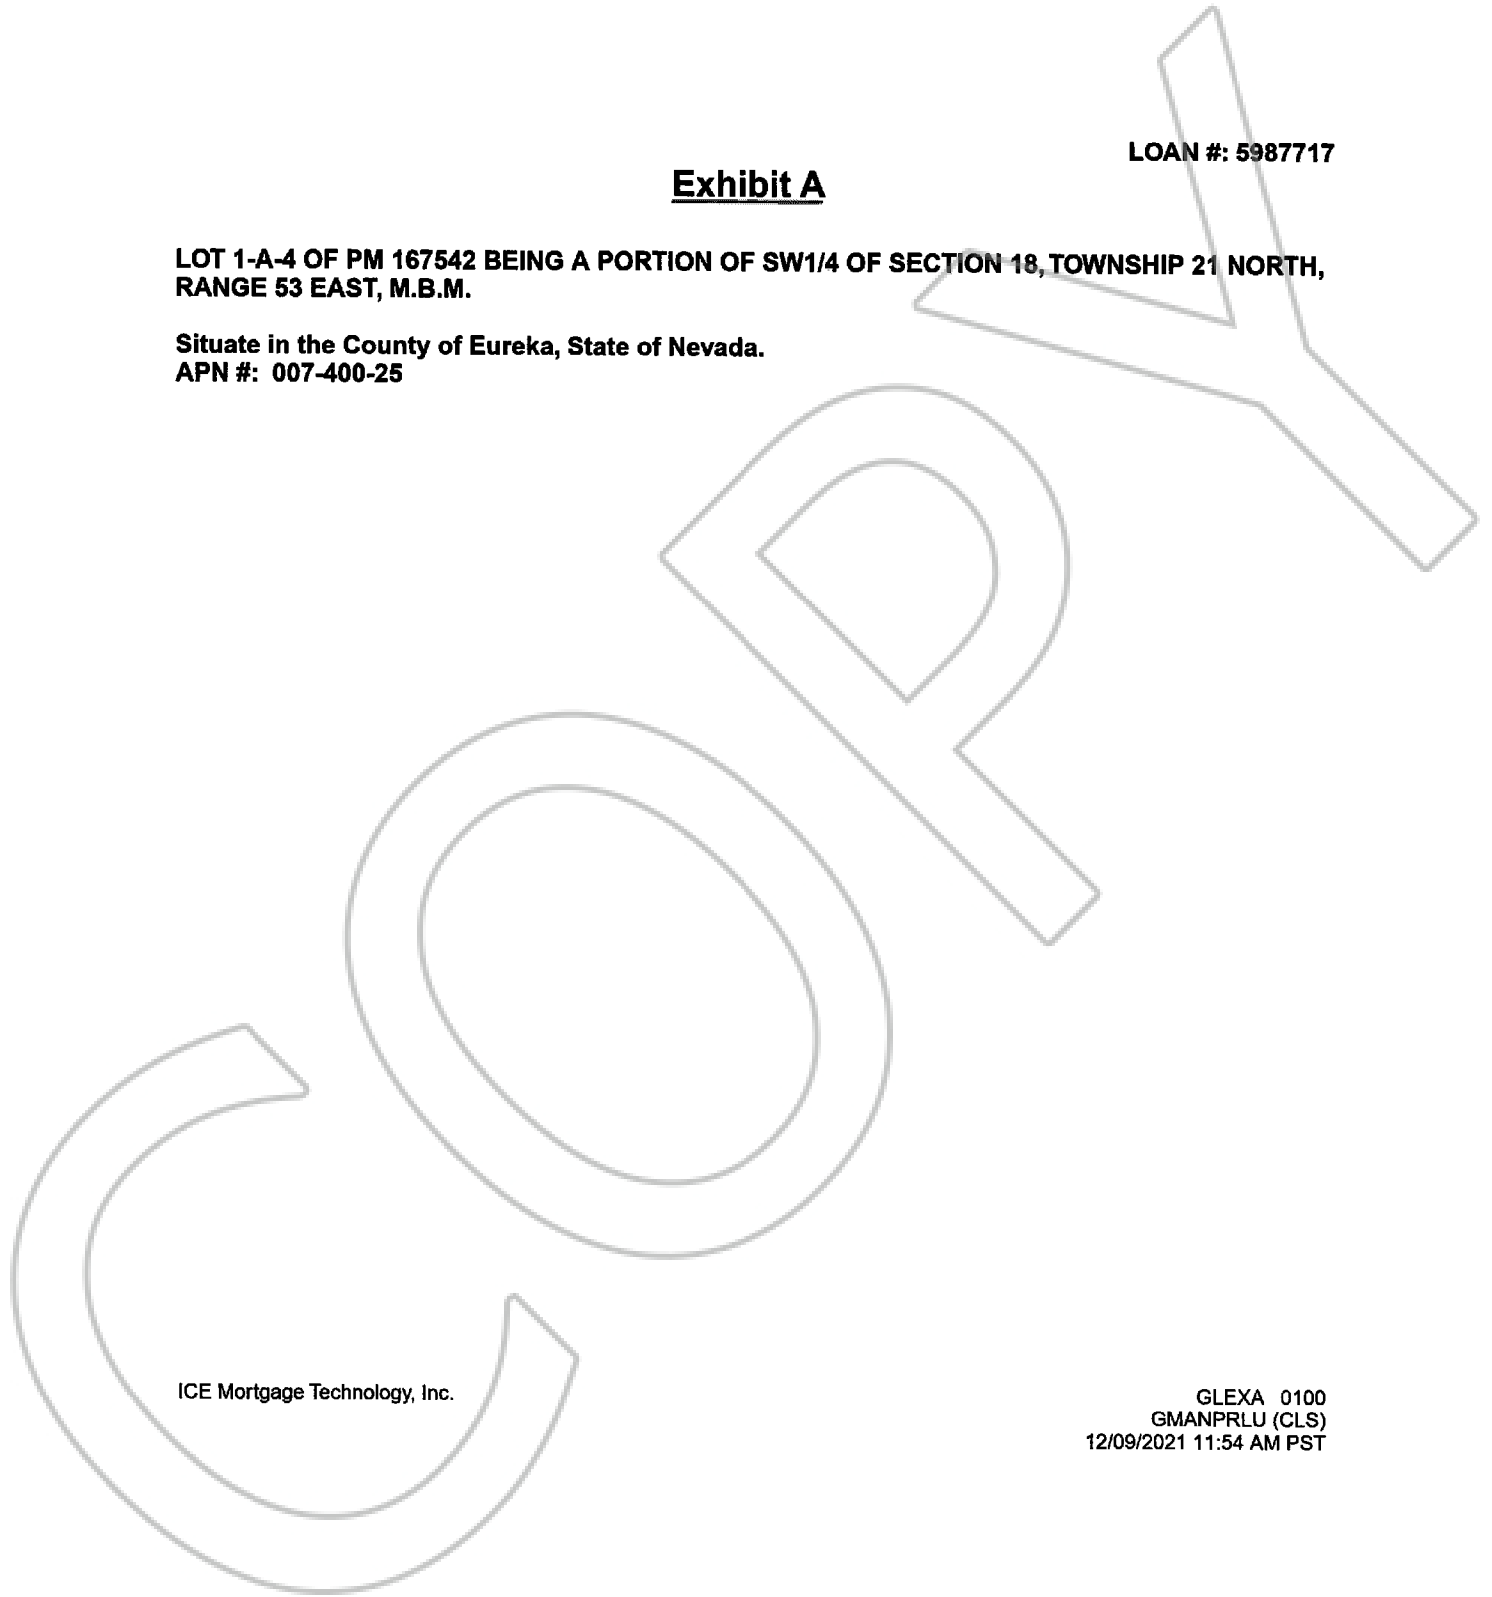 LOAN #: 5987717
Exhibit A
LOT 1-A-4 OF PM 167542 BEING A PORTION OF SW1/4 OF SECTION 18, TOWNSHIP 21 NORTH,
RANGE 53 EAST, M.B.M.
Situate in the County of Eureka, State of Nevada.
APN #: 007-400-25
COPY
ICE Mortgage Technology, Inc.
GLEXA 0100
GMANPRLU (CLS)
12/09/2021 11:54 AM PST